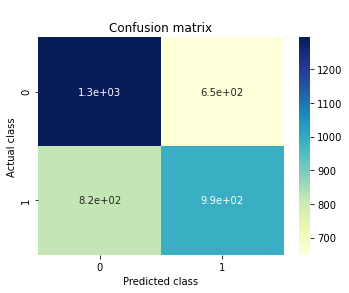 Confusion matrix
Actual class
0
1
1.3e+03
6.5e+02
8.2e+02
9.9e+02
0
1
Predicted class
1200
1100
1000
900
800
700